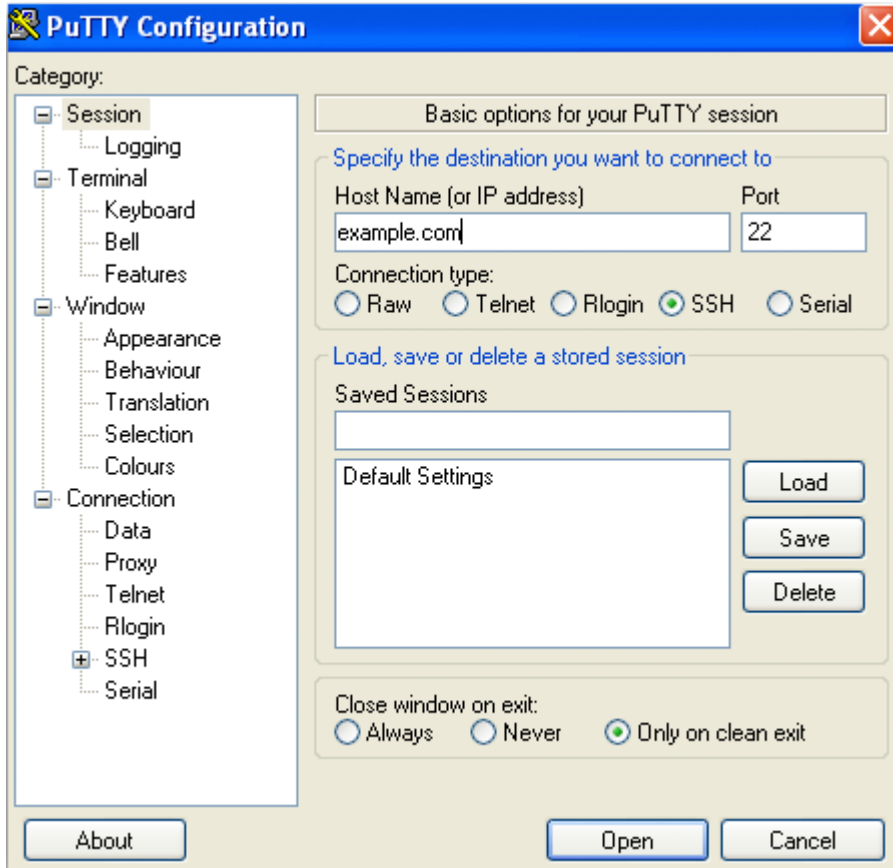 PuTTY Configuration
Category:
Session
Logging
Terminal
Keyboard
Bell
Features
Window
Appearance
Behaviour
Translation
Selection
Colours
Connection
Data
Proxy
Telnet
Rlogin
SSH
Serial
Basic options for your PuTTY session
Specify the destination you want to connect to
Host Name (or IP address) Port
example.com 22
Connection type:
Raw Telnet Rlogin SSH Serial
Load, save or delete a stored session
Saved Sessions
Default Settings
Load
Save
Delete
Close window on exit:
Always Never Only on clean exit
About Open Cancel